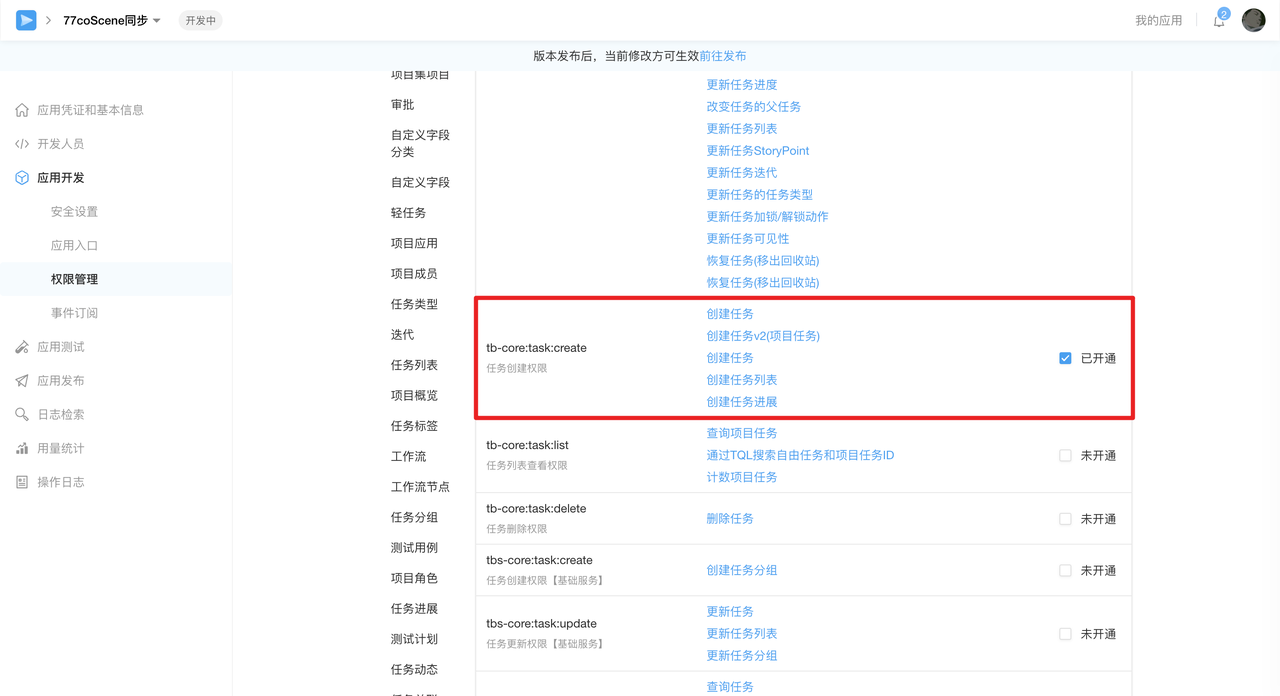 77coScene同步
开发中
我的应用
2
版本发布后，当前修改方可生效前往发布
应用凭证和基本信息
开发人员
应用开发
安全设置
应用入口
权限管理
事件订阅
应用测试
应用发布
日志检索
用量统计
操作日志
项目集项目
审批
自定义字段
分类
自定义字段
轻任务
项目应用
项目成员
任务类型
迭代
任务列表
项目概览
任务标签
工作流
工作流节点
任务分组
测试用例
项目角色
任务进展
测试计划
任务动态
更新任务进度
改变任务的父任务
更新任务列表
更新任务StoryPoint
更新任务迭代
更新任务的任务类型
更新任务加锁/解锁动作
更新任务可见性
恢复任务(移出回收站)
恢复任务(移出回收站)
tb-core:task:create
任务创建权限
创建任务
创建任务v2(项目任务)
创建任务
创建任务列表
创建任务进展
已开通
tb-core:task:list
任务列表查看权限
查询项目任务
通过TQL搜索自由任务和项目任务ID
计数项目任务
未开通
tb-core:task:delete
任务删除权限
删除任务
未开通
tbs-core:task:create
任务创建权限【基础服务】
创建任务分组
未开通
tbs-core:task:update
任务更新权限【基础服务】
更新任务
更新任务列表
更新任务分组
未开通
查询任务